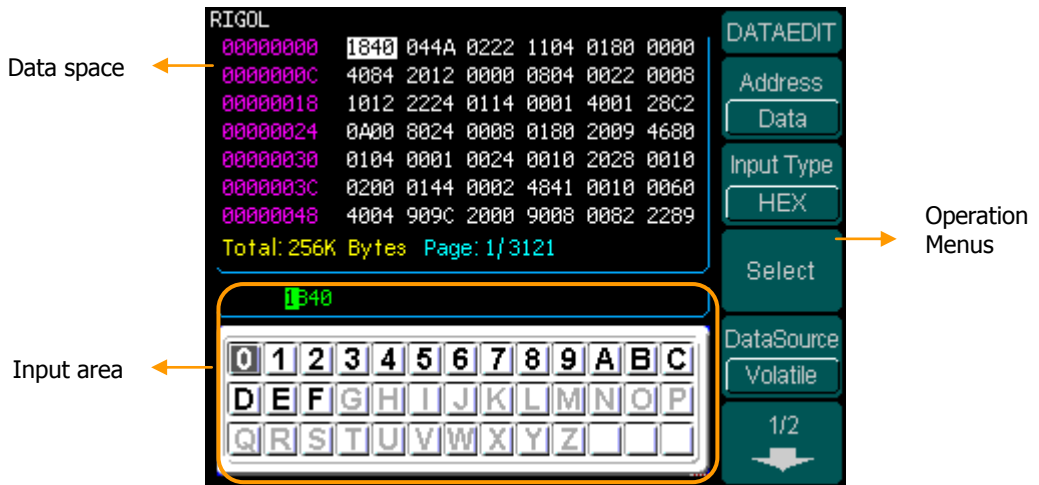 RIGOL
00000000 1840 044A 0222 1104 0180 0000
0000000C 4084 2012 0000 0804 0022 0008
00000018 1012 2224 0114 0001 4001 28C2
00000024 0A00 8024 0008 0180 2009 4680
00000030 0104 0001 0024 0010 2028 0010
0000003C 0200 0144 0002 4841 0010 0060
00000048 4004 909C 2000 9008 0082 2289
Total: 256K Bytes Page: 1/3121
1840
0 1 2 3 4 5 6 7 8 9 A B C
D E F G H I J K L M N O P
Q R S T U V W X Y Z
DATAEDIT
Address
Data
Input Type
HEX
Select
DataSource
Volatile
1/2
Data space
Input area
Operation
Menus